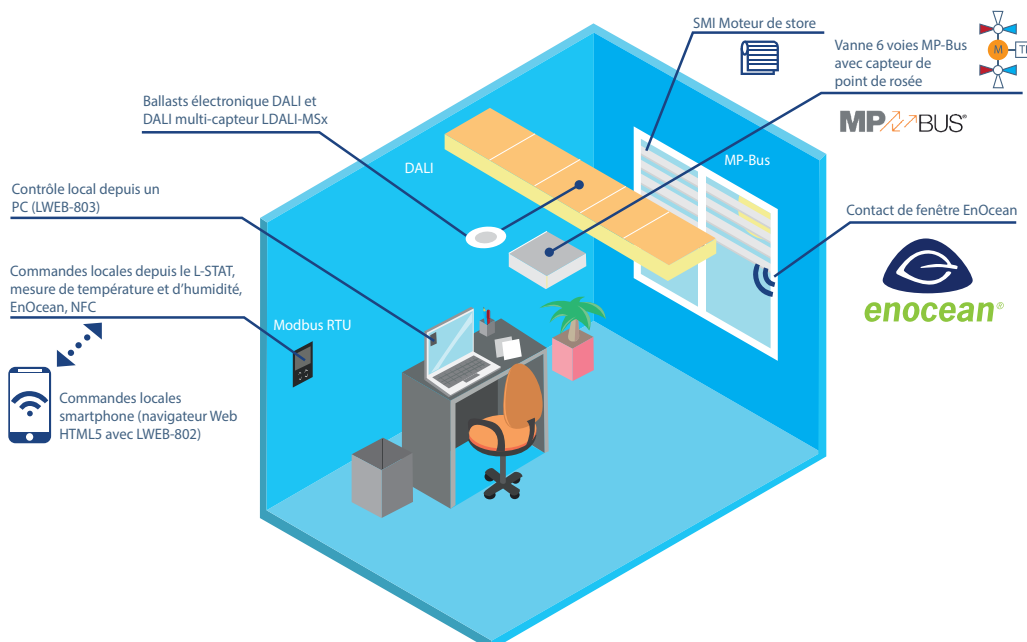 SMI Moteur de store
Vanne 6 voies MP-Bus
avec capteur de
point de rosée
M
MP BUS®
Ballasts électronique DALI et
DALI multi-capteur LDALI-MSx
DALI
MP-Bus
Contrôle local depuis un
PC (LWEB-803)
Contact de fenêtre EnOcean
enocean®
Commandes locales depuis le L-STAT,
mesure de température et d'humidité,
EnOcean, NFC
Modbus RTU
Commandes locales
smartphone (navigateur Web
HTML5 avec LWEB-802)